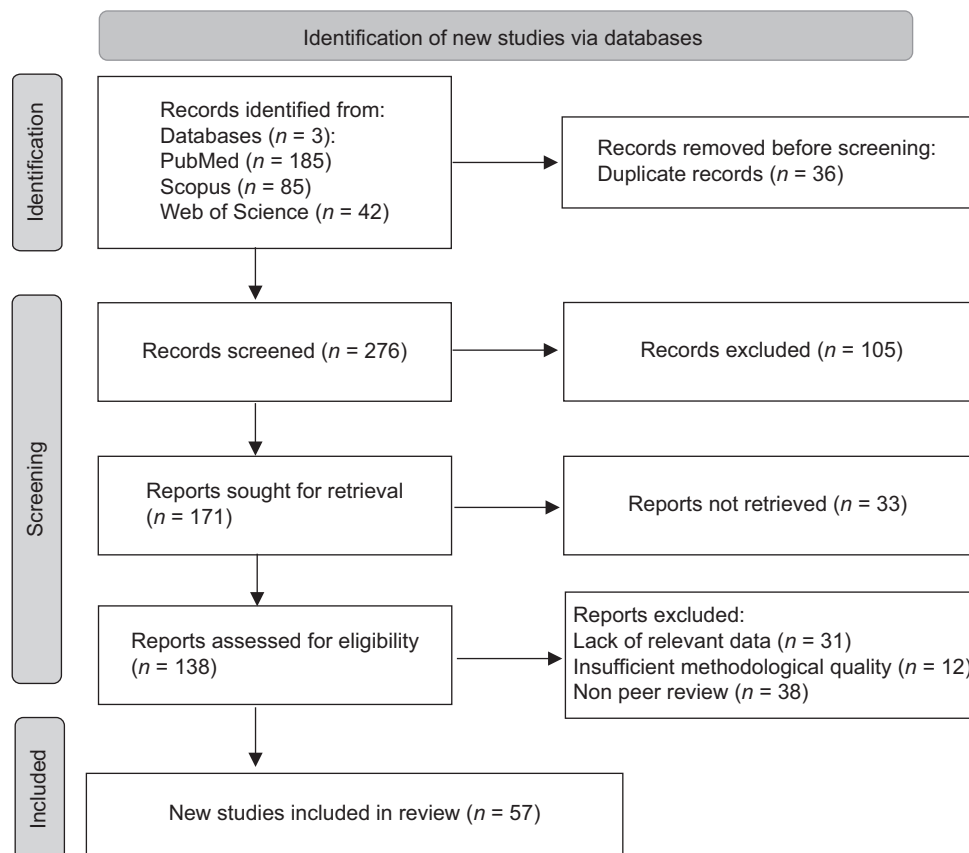 Identification of new studies via databases
Identification
Records identified from:
Databases (n = 3):
PubMed (n = 185)
Scopus (n = 85)
Web of Science (n = 42)
Records removed before screening:
Duplicate records (n = 36)
Screening
Records screened (n = 276)
Records excluded (n = 105)
Reports sought for retrieval
(n = 171)
Reports not retrieved (n = 33)
Reports assessed for eligibility
(n = 138)
Reports excluded:
Lack of relevant data (n = 31)
Insufficient methodological quality (n = 12)
Non peer review (n = 38)
Included
New studies included in review (n = 57)